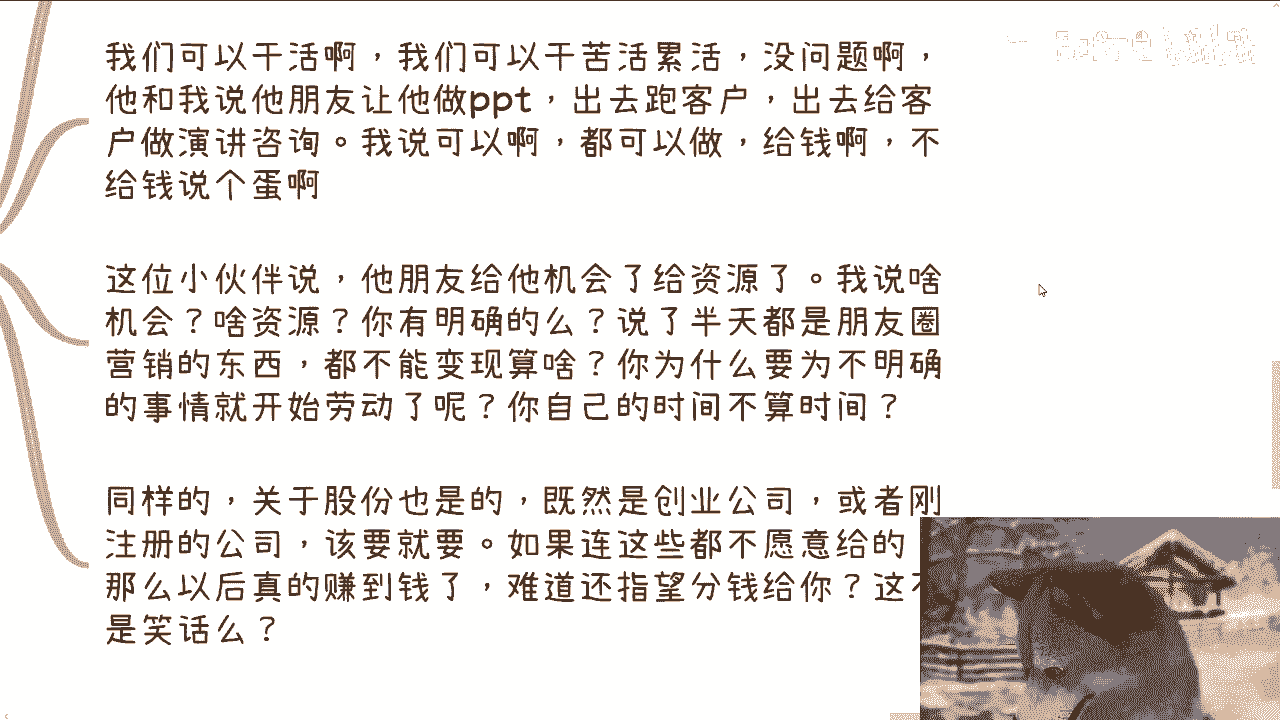 我们可以干活啊，我们可以干苦活累活，没问题啊，
他和我说他朋友让他做ppt，出去跑客户，出去给客
户做演讲咨询。我说可以啊，都可以做，给钱啊，不
给钱说个蛋啊
这位小伙伴说，他朋友给他机会了给资源了。我说啥
机会？啥资源？你有明确的么？说了半天都是朋友圈
营销的东西，都不能变现算啥？你为什么要为不明确
的事情就开始劳动了呢？你自己的时间不算时间？
同样的，关于股份也是的，既然是创业公司，或者刚
注册的公司，该要就要。如果连这些都不愿意给的
那么以后真的赚到钱了，难道还指望分钱给你？这不
是笑话么？